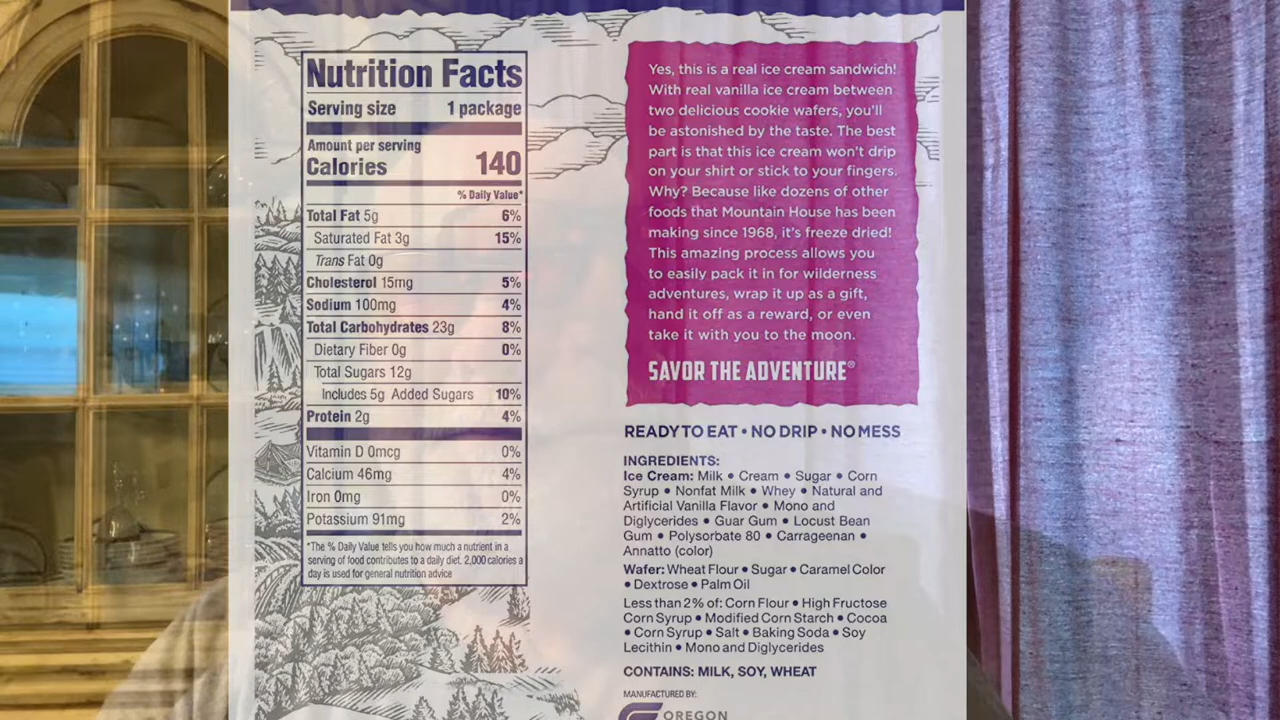 Nutrition Facts
Serving size 1 package
Amount per serving
Calories 140
% Daily Value*
Total Fat 5g 6%
Saturated Fat 3g 15%
Trans Fat 0g
Cholesterol 15mg 5%
Sodium 100mg 4%
Total Carbohydrates 23g 8%
Dietary Fiber 0g 0%
Total Sugars 12g
Includes 5g Added Sugars 10%
Protein 2g 4%
Vitamin D 0mcg 0%
Calcium 46mg 4%
Iron 0mg 0%
Potassium 91mg 2%
*The % Daily Value tells you how much a nutrient in a
serving of food contributes to a daily diet. 2,000 calories a
day is used for general nutrition advice
Yes, this is a real ice cream sandwich!
With real vanilla ice cream between
two delicious cookie wafers, you'll
be astonished by the taste. The best
part is that this ice cream won't drip
on your shirt or stick to your fingers.
Why? Because like dozens of other
foods that Mountain House has been
making since 1968, it's freeze dried!
This amazing process allows you
to easily pack it in for wilderness
adventures, wrap it up as a gift,
hand it off as a reward, or even
take it with you to the moon.
SAVOR THE ADVENTURE®
READY TO EAT • NO DRIP • NO MESS
INGREDIENTS:
Ice Cream: Milk • Cream • Sugar • Corn
Syrup • Nonfat Milk • Whey • Natural and
Artificial Vanilla Flavor • Mono and
Diglycerides • Guar Gum • Locust Bean
Gum • Polysorbate 80 • Carrageenan •
Annatto (color)
Wafer: Wheat Flour • Sugar • Caramel Color
• Dextrose • Palm Oil
Less than 2% of: Corn Flour • High Fructose
Corn Syrup • Modified Corn Starch • Cocoa
• Corn Syrup • Salt • Baking Soda • Soy
Lecithin • Mono and Diglycerides
CONTAINS: MILK, SOY, WHEAT
MANUFACTURED BY:
OREGON